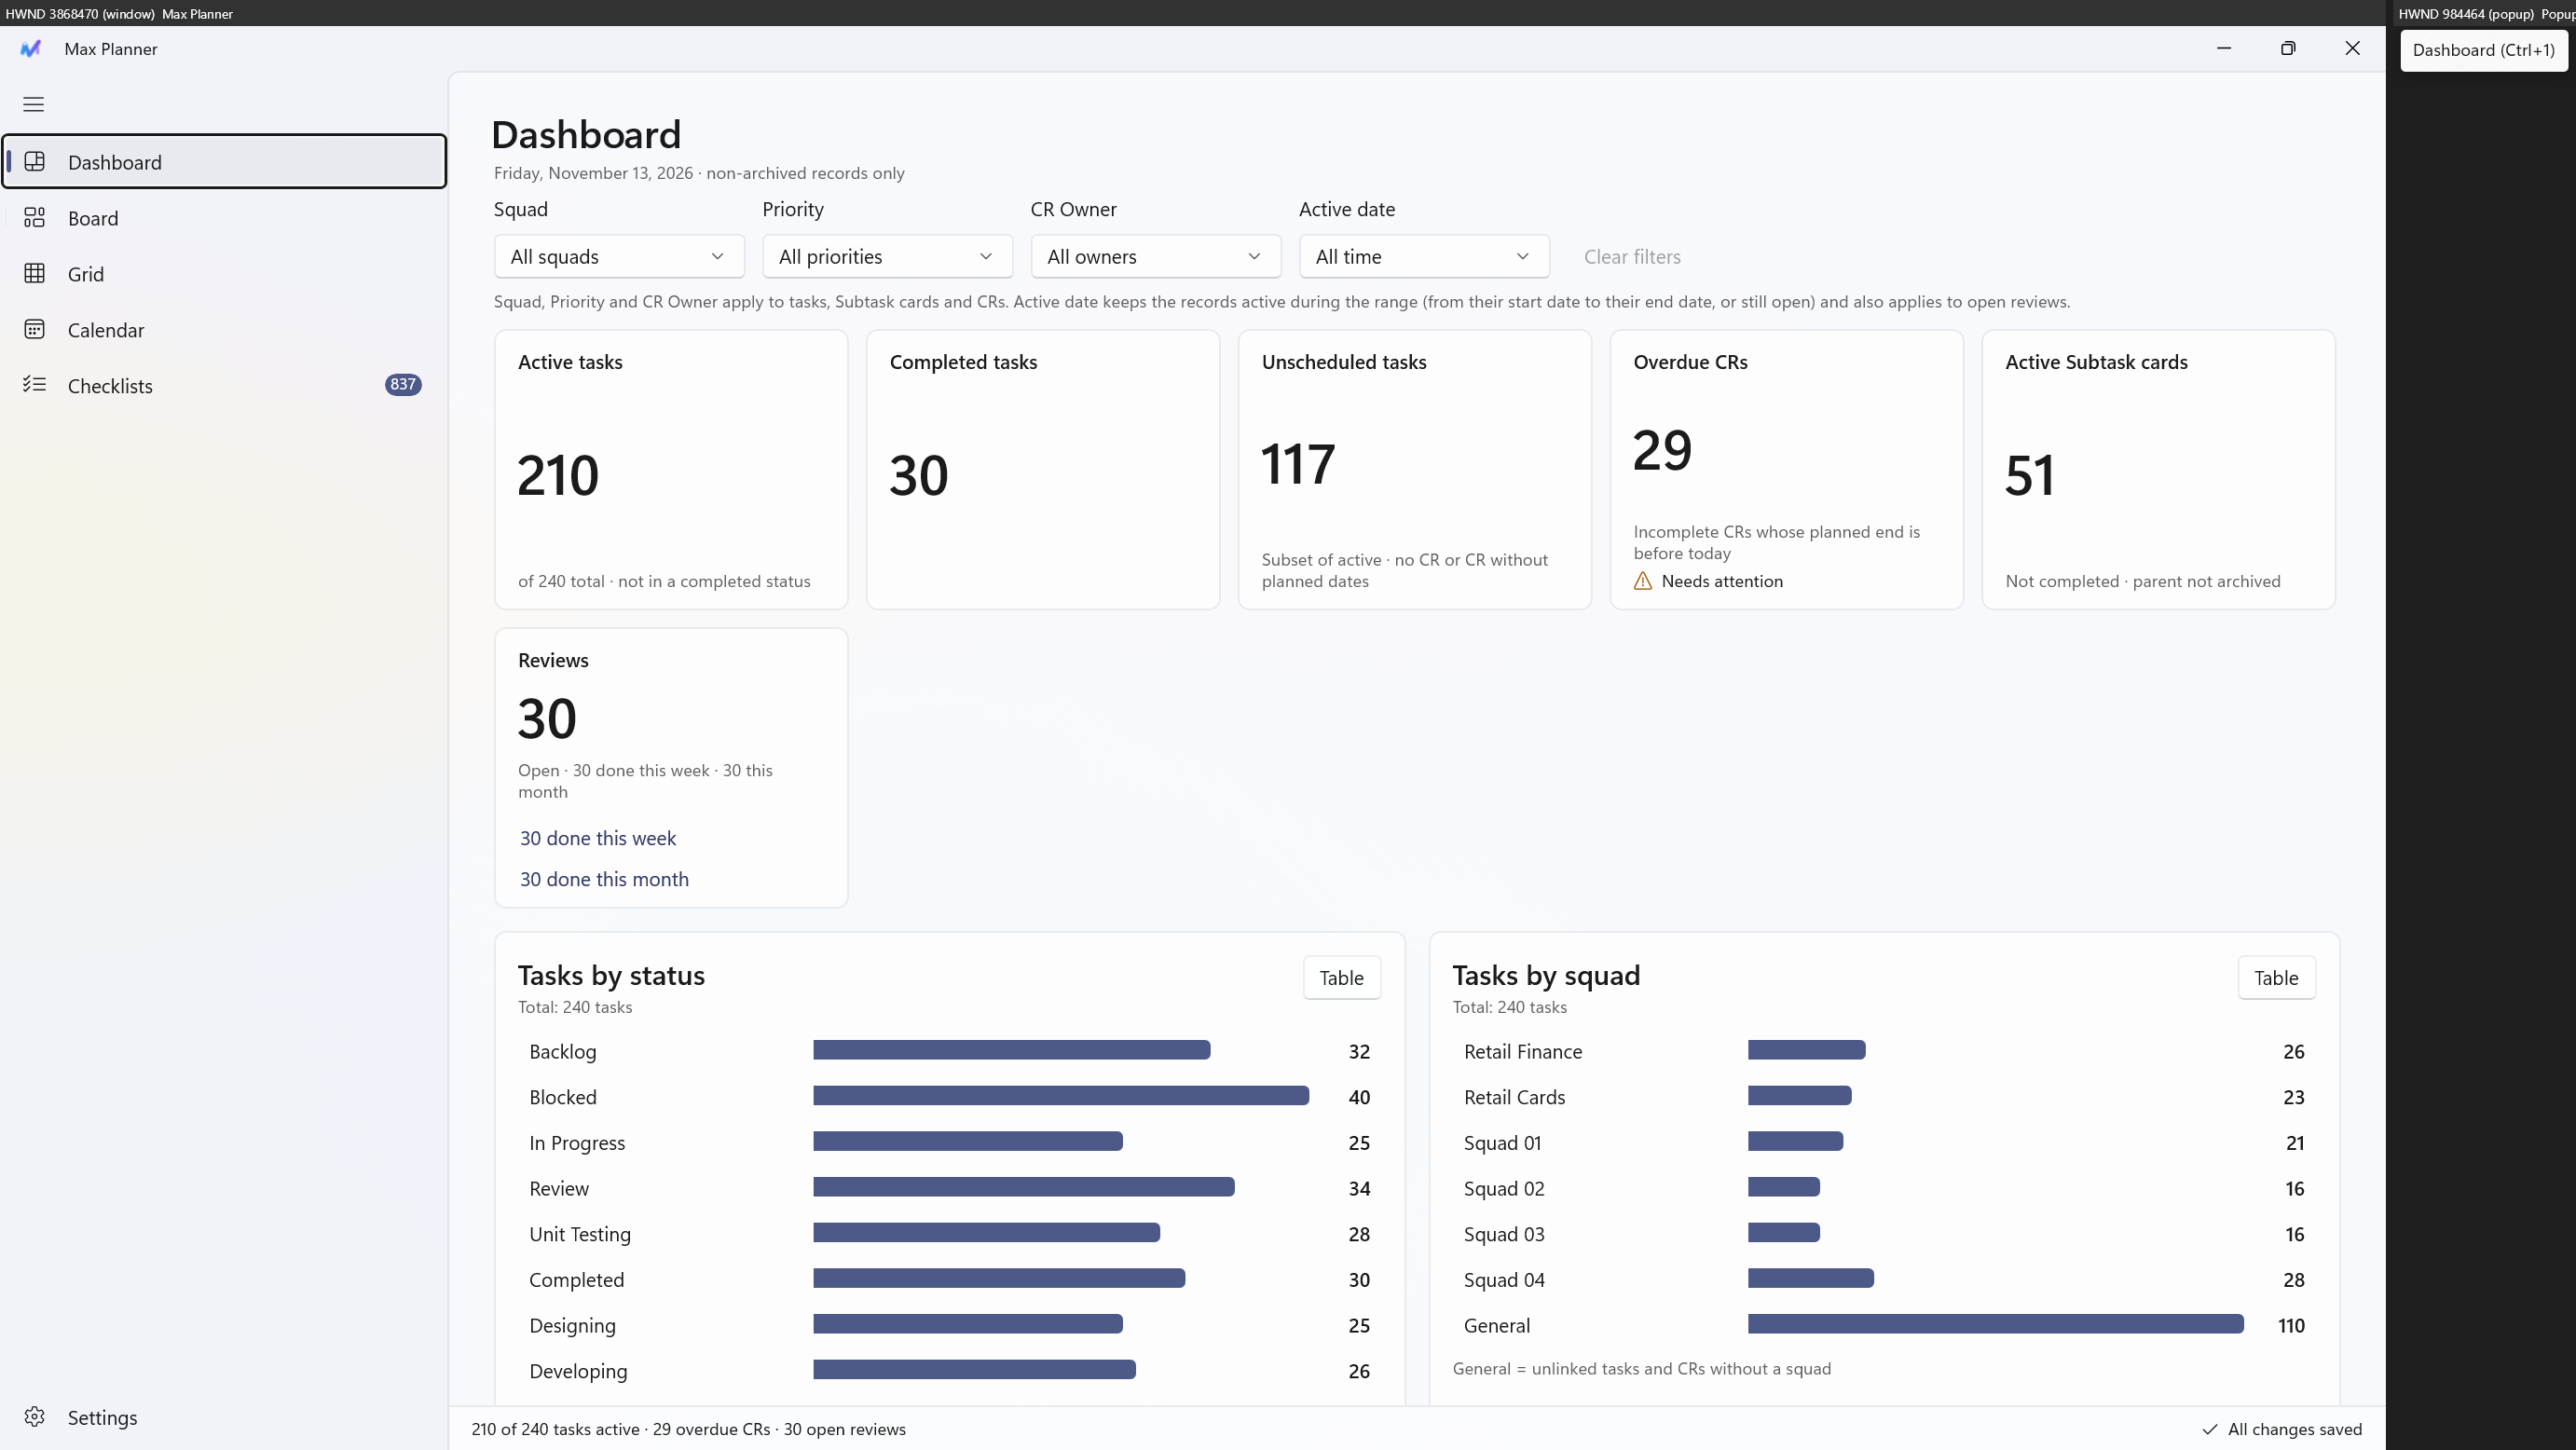 HWND 3868470 (window) Max Planner
HWND 984464 (popup) Popup
Max Planner
Dashboard (Ctrl+1)
Dashboard
Board
Grid
Calendar
Checklists 837
Settings
Dashboard
Friday, November 13, 2026 · non-archived records only
Squad Priority CR Owner Active date
All squads All priorities All owners All time Clear filters
Squad, Priority and CR Owner apply to tasks, Subtask cards and CRs. Active date keeps the records active during the range (from their start date to their end date, or still open) and also applies to open reviews.
Active tasks
210
of 240 total · not in a completed status
Completed tasks
30
Unscheduled tasks
117
Subset of active · no CR or CR without
planned dates
Overdue CRs
29
Incomplete CRs whose planned end is
before today
Needs attention
Active Subtask cards
51
Not completed · parent not archived
Reviews
30
Open · 30 done this week · 30 this
month
30 done this week
30 done this month
Tasks by status Table
Total: 240 tasks
Backlog 32
Blocked 40
In Progress 25
Review 34
Unit Testing 28
Completed 30
Designing 25
Developing 26
Tasks by squad Table
Total: 240 tasks
Retail Finance 26
Retail Cards 23
Squad 01 21
Squad 02 16
Squad 03 16
Squad 04 28
General 110
General = unlinked tasks and CRs without a squad
210 of 240 tasks active · 29 overdue CRs · 30 open reviews
All changes saved